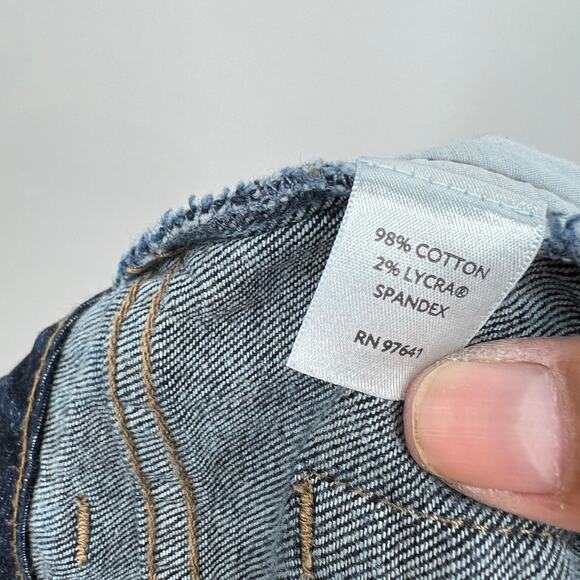 98% COTTON
2% LYCRA®
SPANDEX
RN 97641